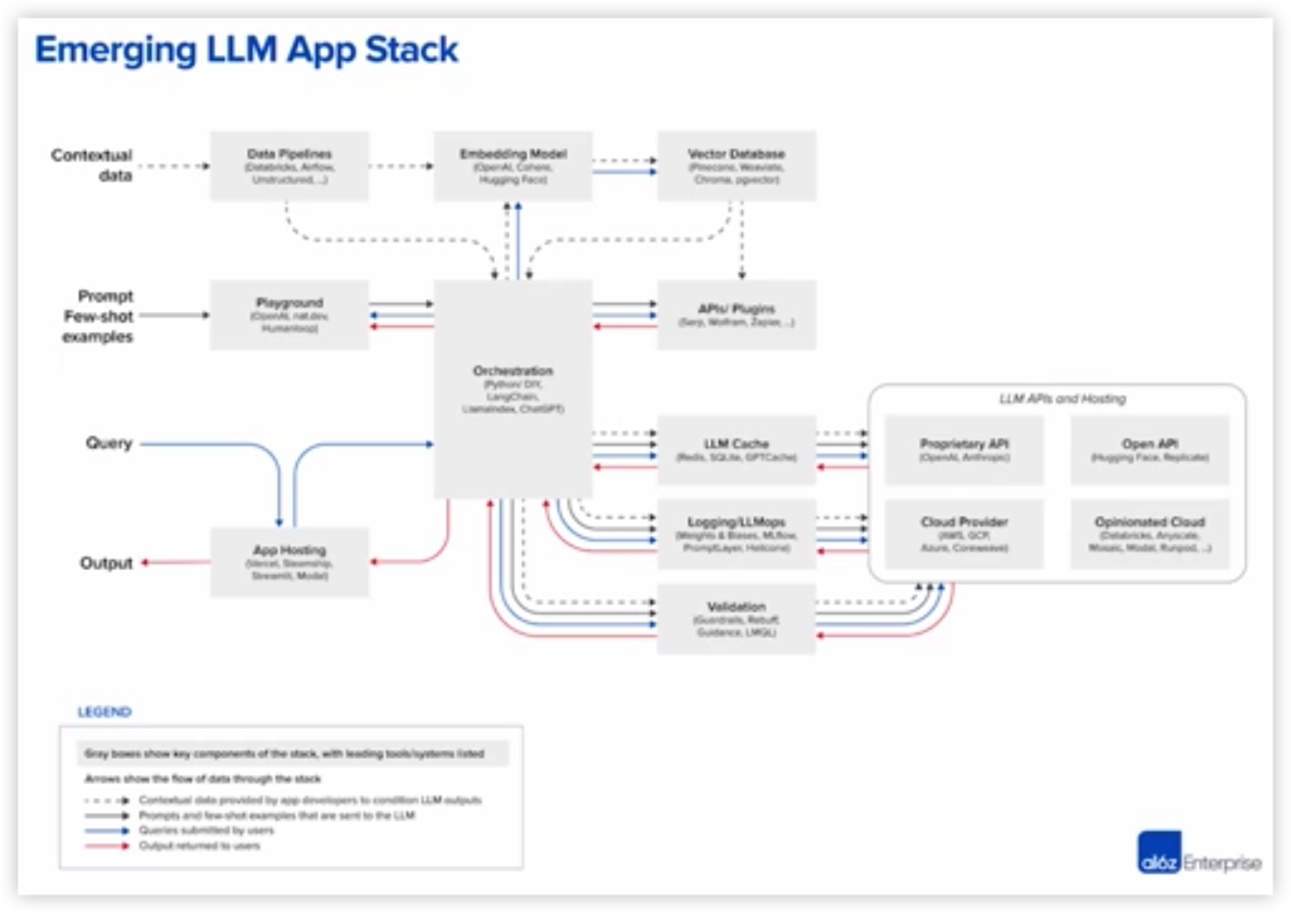 Emerging LLM App Stack
Contextual
data
Data Pipelines
(Databricks, Airflow,
Unstructured, ...)
Embedding Model
(OpenAI, Cohere,
Hugging Face)
Vector Database
(Pinecone, Weaviate,
Chroma, pgvector)
Prompt
Few-shot
examples
Playground
(OpenAI, nat.dev,
Humanloop)
Orchestration
(Python/ DIY,
LangChain,
LlamaIndex, ChatGPT)
APIs/ Plugins
(Serp, Wolfram, Zapier, ...)
Query
Output
App Hosting
(Vercel, Steamship,
Streamlit, Modal)
LLM Cache
(Redis, SQLite, GPTCache)
Logging/LLMops
(Weights & Biases, MLflow,
PromptLayer, Helicone)
Validation
(Guardrails, Rebuff,
Guidance, LMQL)
LLM APIs and Hosting
Proprietary API
(OpenAI, Anthropic)
Open API
(Hugging Face, Replicate)
Cloud Provider
(AWS, GCP,
Azure, Coreweave)
Opinionated Cloud
(Databricks, Anyscale,
Mosaic, Modal, Runpod, ...)
LEGEND
Gray boxes show key components of the stack, with leading tools/systems listed
Arrows show the flow of data through the stack
Contextual data provided by app developers to condition LLM outputs
Prompts and few-shot examples that are sent to the LLM
Queries submitted by users
Output returned to users
a16z Enterprise